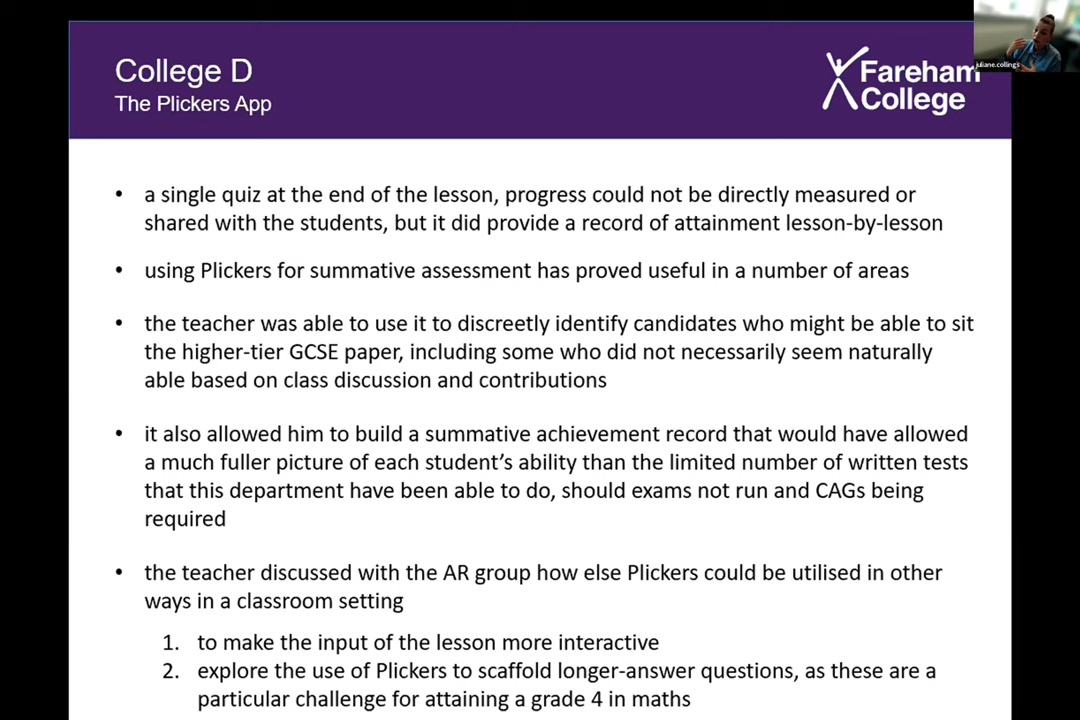 College D
The Plickers App
Fareham
College
juliane.collings
• a single quiz at the end of the lesson, progress could not be directly measured or
shared with the students, but it did provide a record of attainment lesson-by-lesson
• using Plickers for summative assessment has proved useful in a number of areas
• the teacher was able to use it to discreetly identify candidates who might be able to sit
the higher-tier GCSE paper, including some who did not necessarily seem naturally
able based on class discussion and contributions
• it also allowed him to build a summative achievement record that would have allowed
a much fuller picture of each student’s ability than the limited number of written tests
that this department have been able to do, should exams not run and CAGs being
required
• the teacher discussed with the AR group how else Plickers could be utilised in other
ways in a classroom setting
1. to make the input of the lesson more interactive
2. explore the use of Plickers to scaffold longer-answer questions, as these are a
particular challenge for attaining a grade 4 in maths